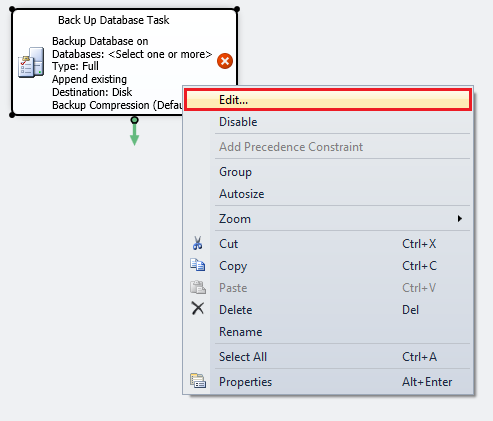 Back Up Database Task
Backup Database on
Databases: <Select one or more>
Type: Full
Append existing
Destination: Disk
Backup Compression (Defau
Edit...
Disable
Add Precedence Constraint
Group
Autosize
Zoom
Cut Ctrl+X
Copy Ctrl+C
Paste Ctrl+V
Delete Del
Rename
Select All Ctrl+A
Properties Alt+Enter